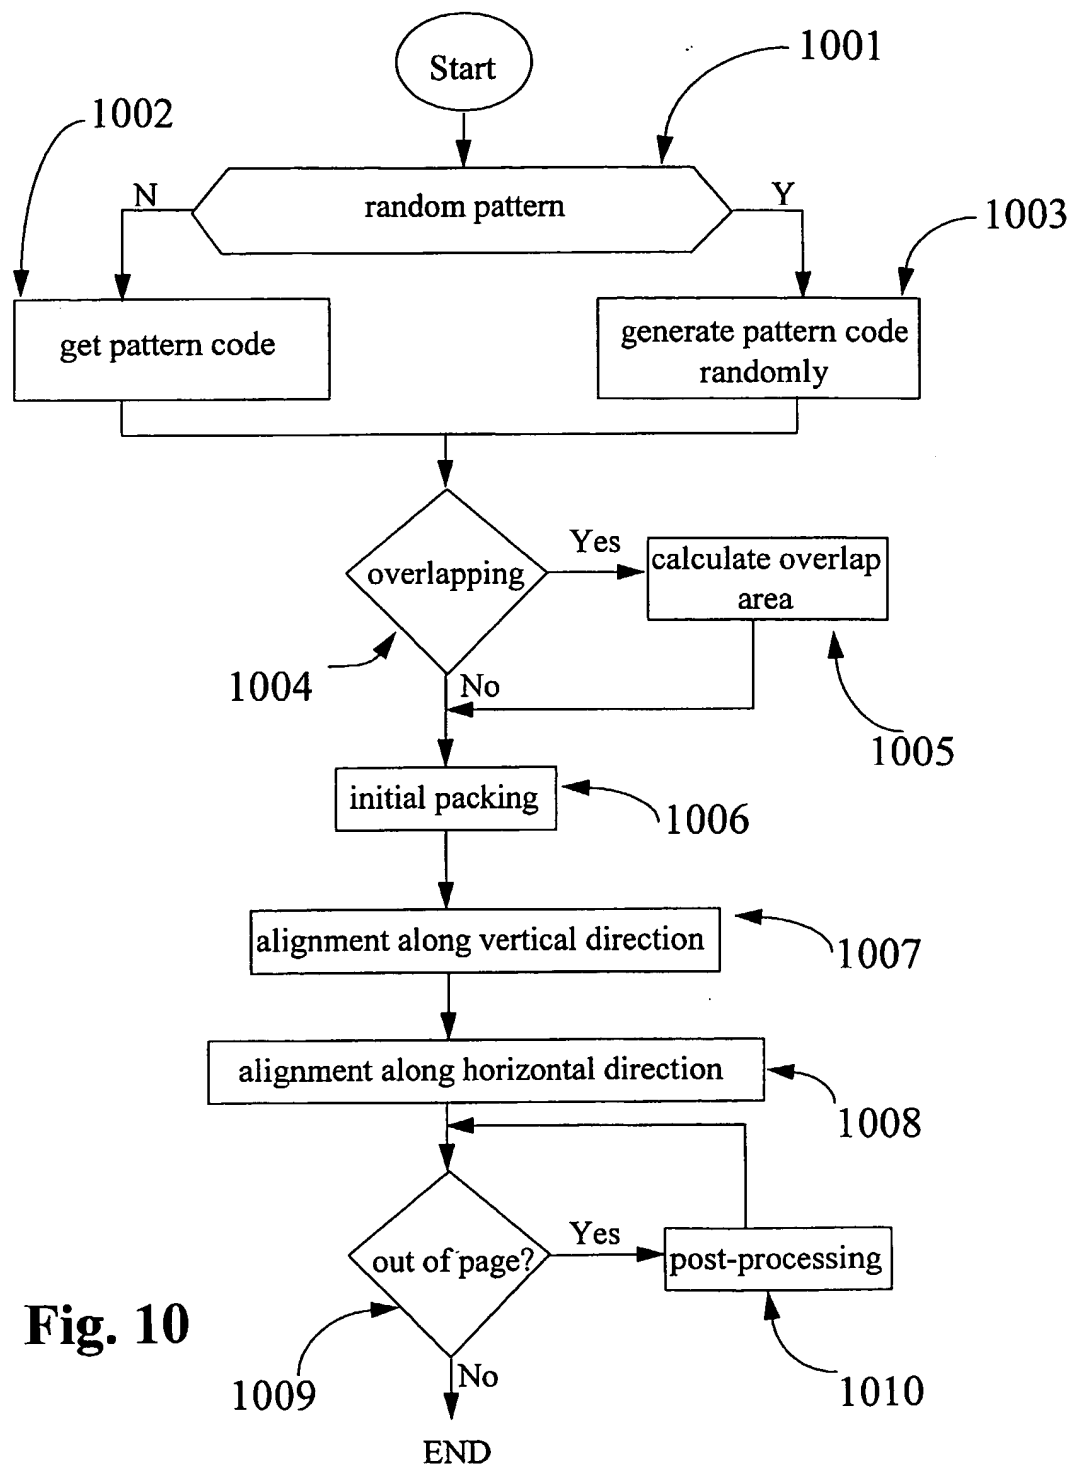 Start
1001
1002
N
random pattern
Y
1003
get pattern code
generate pattern code
randomly
Yes
overlapping
calculate overlap
area
1004
No
1005
initial packing
1006
alignment along vertical direction
1007
alignment along horizontal direction
1008
Yes
out of page?
post-processing
Fig. 10
1009
No
1010
END